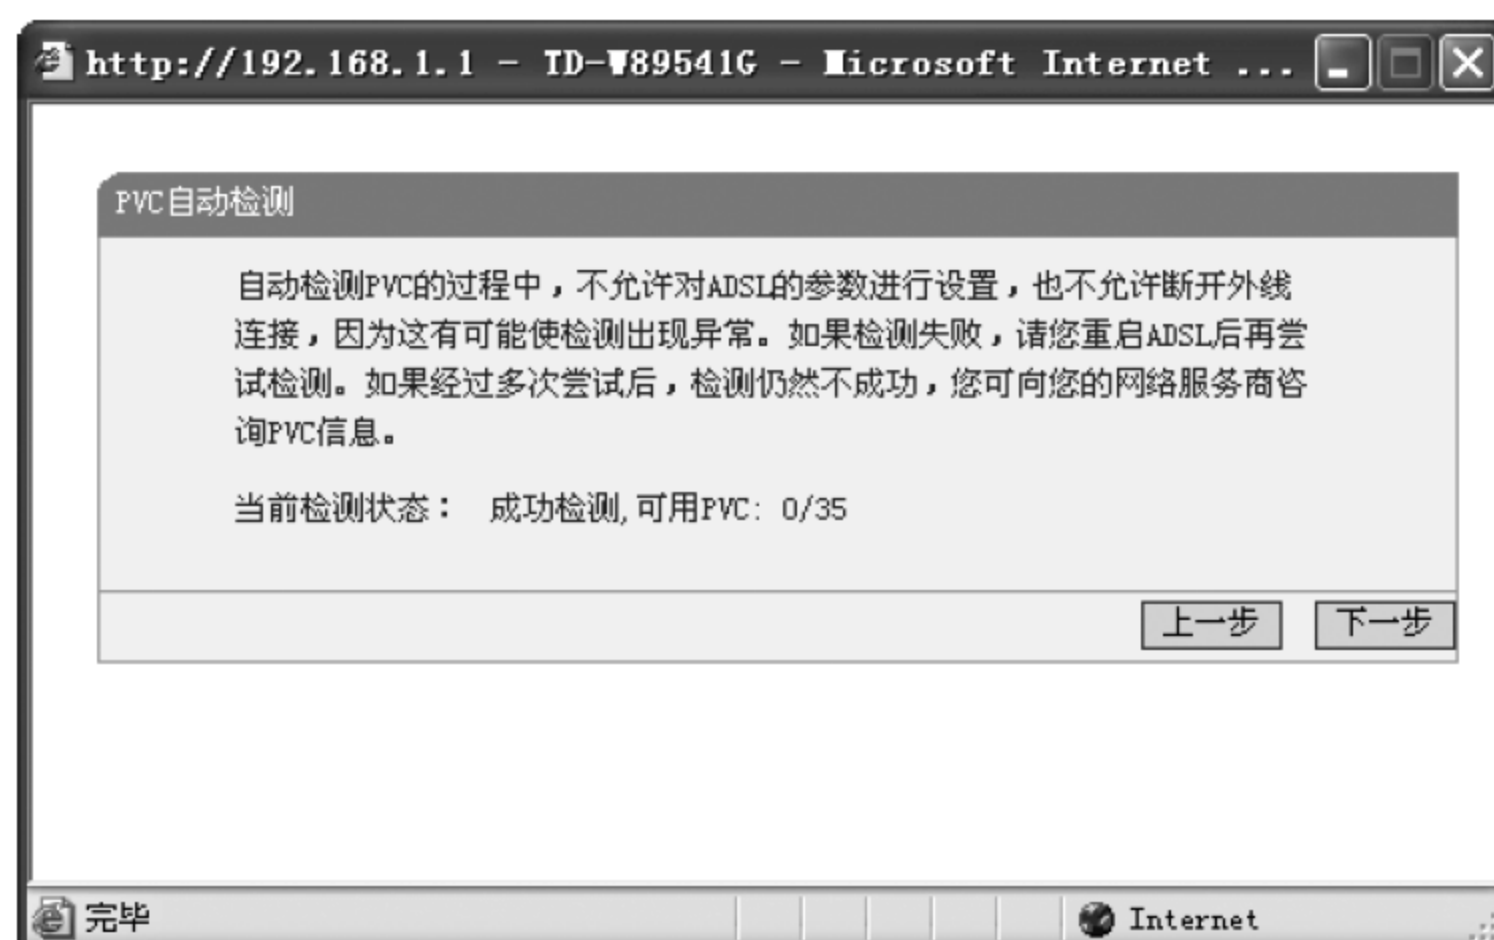 http://192.168.1.1 - TD-W89541G - Microsoft Internet ...
PVC自动检测
自动检测PVC的过程中，不允许对ADSL的参数进行设置，也不允许断开外线
连接，因为这有可能使检测出现异常。如果检测失败，请您重启ADSL后再尝
试检测。如果经过多次尝试后，检测仍然不成功，您可向您的网络服务商咨
询PVC信息。
当前检测状态： 成功检测,可用PVC: 0/35
上一步 下一步
完毕 Internet